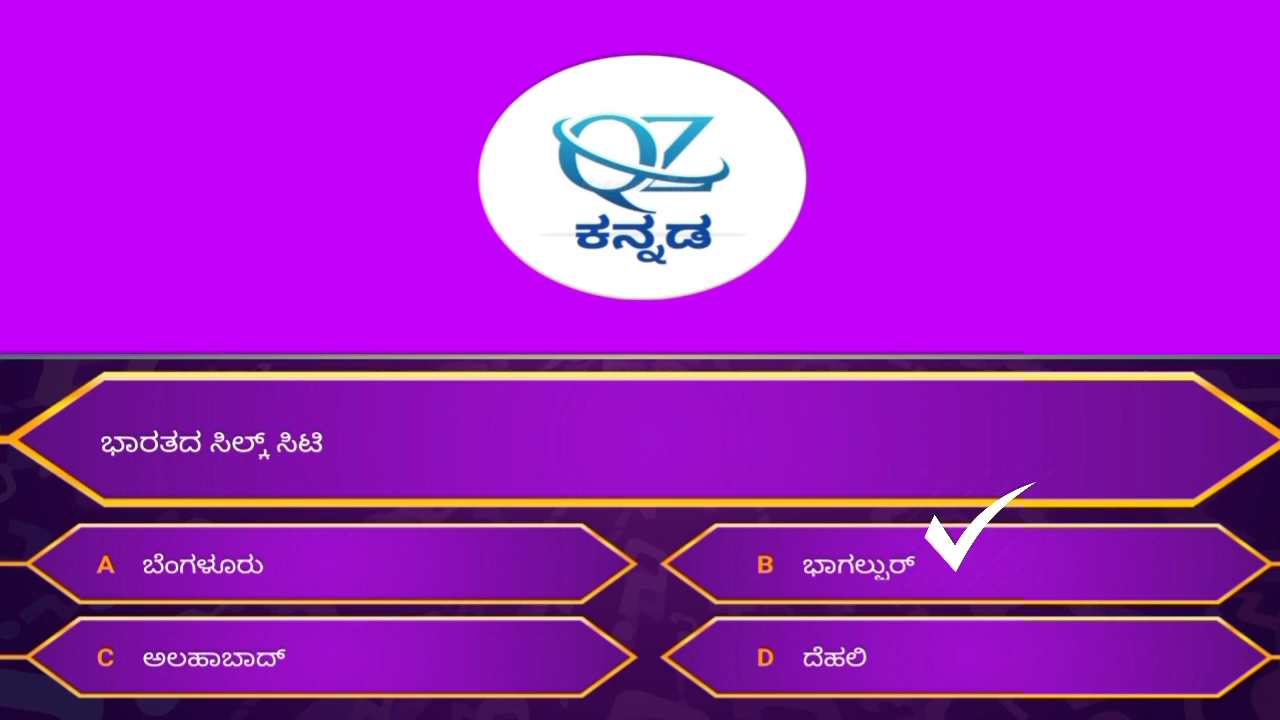 QZ
ಕನ್ನಡ
ಭಾರತದ ಸಿಲ್ಕ್ ಸಿಟಿ
A ಬೆಂಗಳೂರು
B ಭಾಗಲ್ಪುರ್
C ಅಲಹಾಬಾದ್
D ದೆಹಲಿ